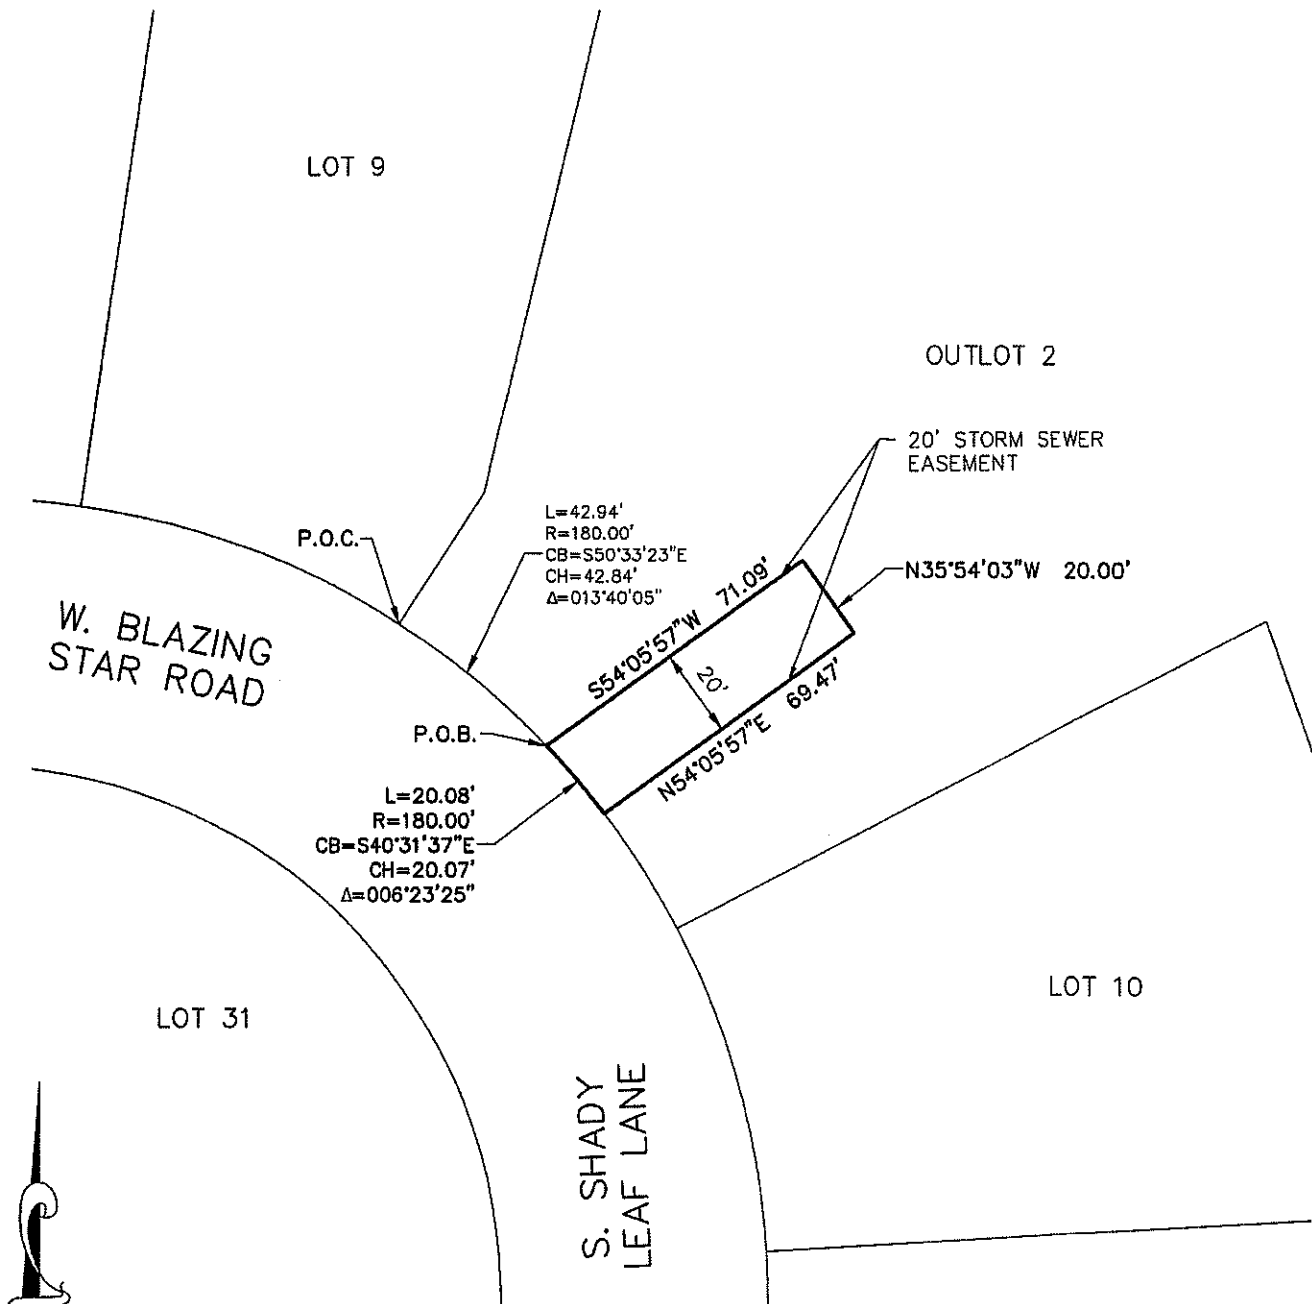 LOT 9
OUTLOT 2
20' STORM SEWER
EASEMENT
L=42.94'
R=180.00'
CB=S50°33'23"E
CH=42.84'
Δ=013°40'05"
P.O.C.
N35°54'03"W 20.00'
S54°05'57"W 71.09'
W. BLAZING
STAR ROAD
20'
N54°05'57"E 69.47'
P.O.B.
L=20.08'
R=180.00'
CB=S40°31'37"E
CH=20.07'
Δ=006°23'25"
LOT 10
LOT 31
S. SHADY
LEAF LANE